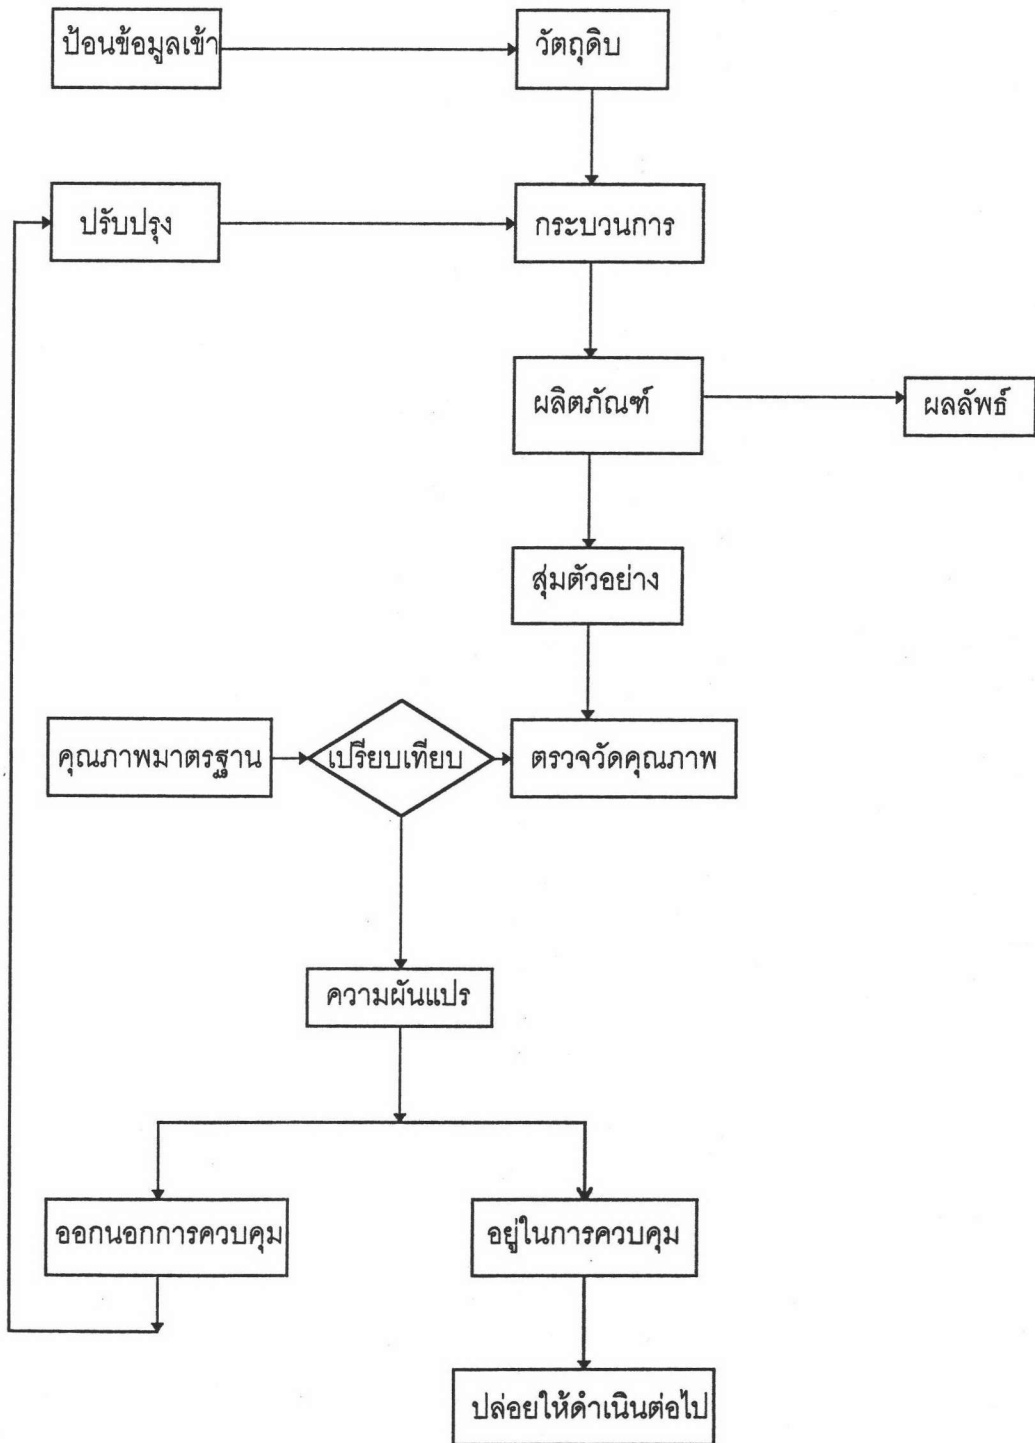 ป้อนข้อมูลเข้า
วัตถุดิบ
ปรับปรุง
กระบวนการ
ผลิตภัณฑ์
ผลลัพธ์
สุ่มตัวอย่าง
คุณภาพมาตรฐาน
เปรียบเทียบ
ตรวจวัดคุณภาพ
ความผันแปร
ออกนอกการควบคุม
อยู่ในการควบคุม
ปล่อยให้ดำเนินต่อไป